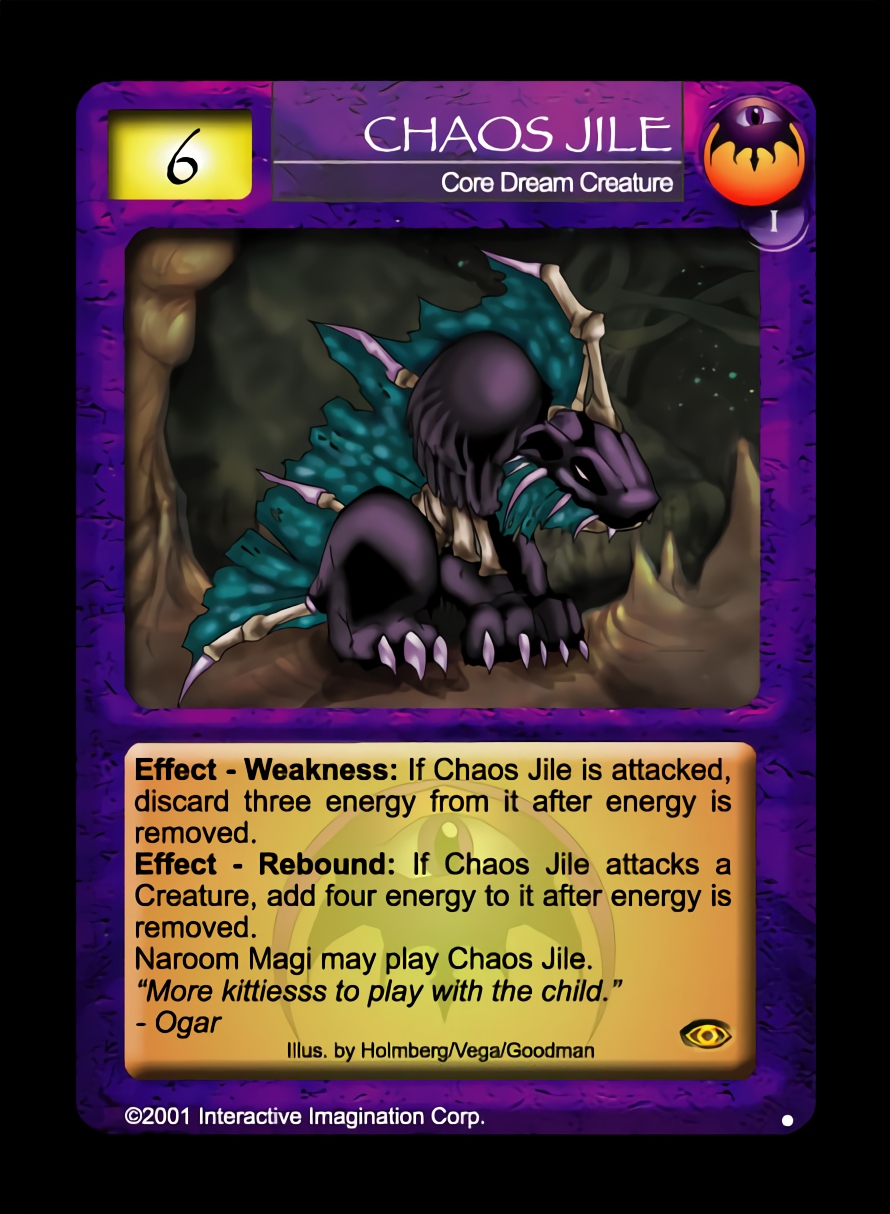 6
CHAOS JILE
Core Dream Creature
I
Effect - Weakness: If Chaos Jile is attacked,
discard three energy from it after energy is
removed.
Effect - Rebound: If Chaos Jile attacks a
Creature, add four energy to it after energy is
removed.
Naroom Magi may play Chaos Jile.
“More kittiesss to play with the child.”
- Ogar
Illus. by Holmberg/Vega/Goodman
©2001 Interactive Imagination Corp.